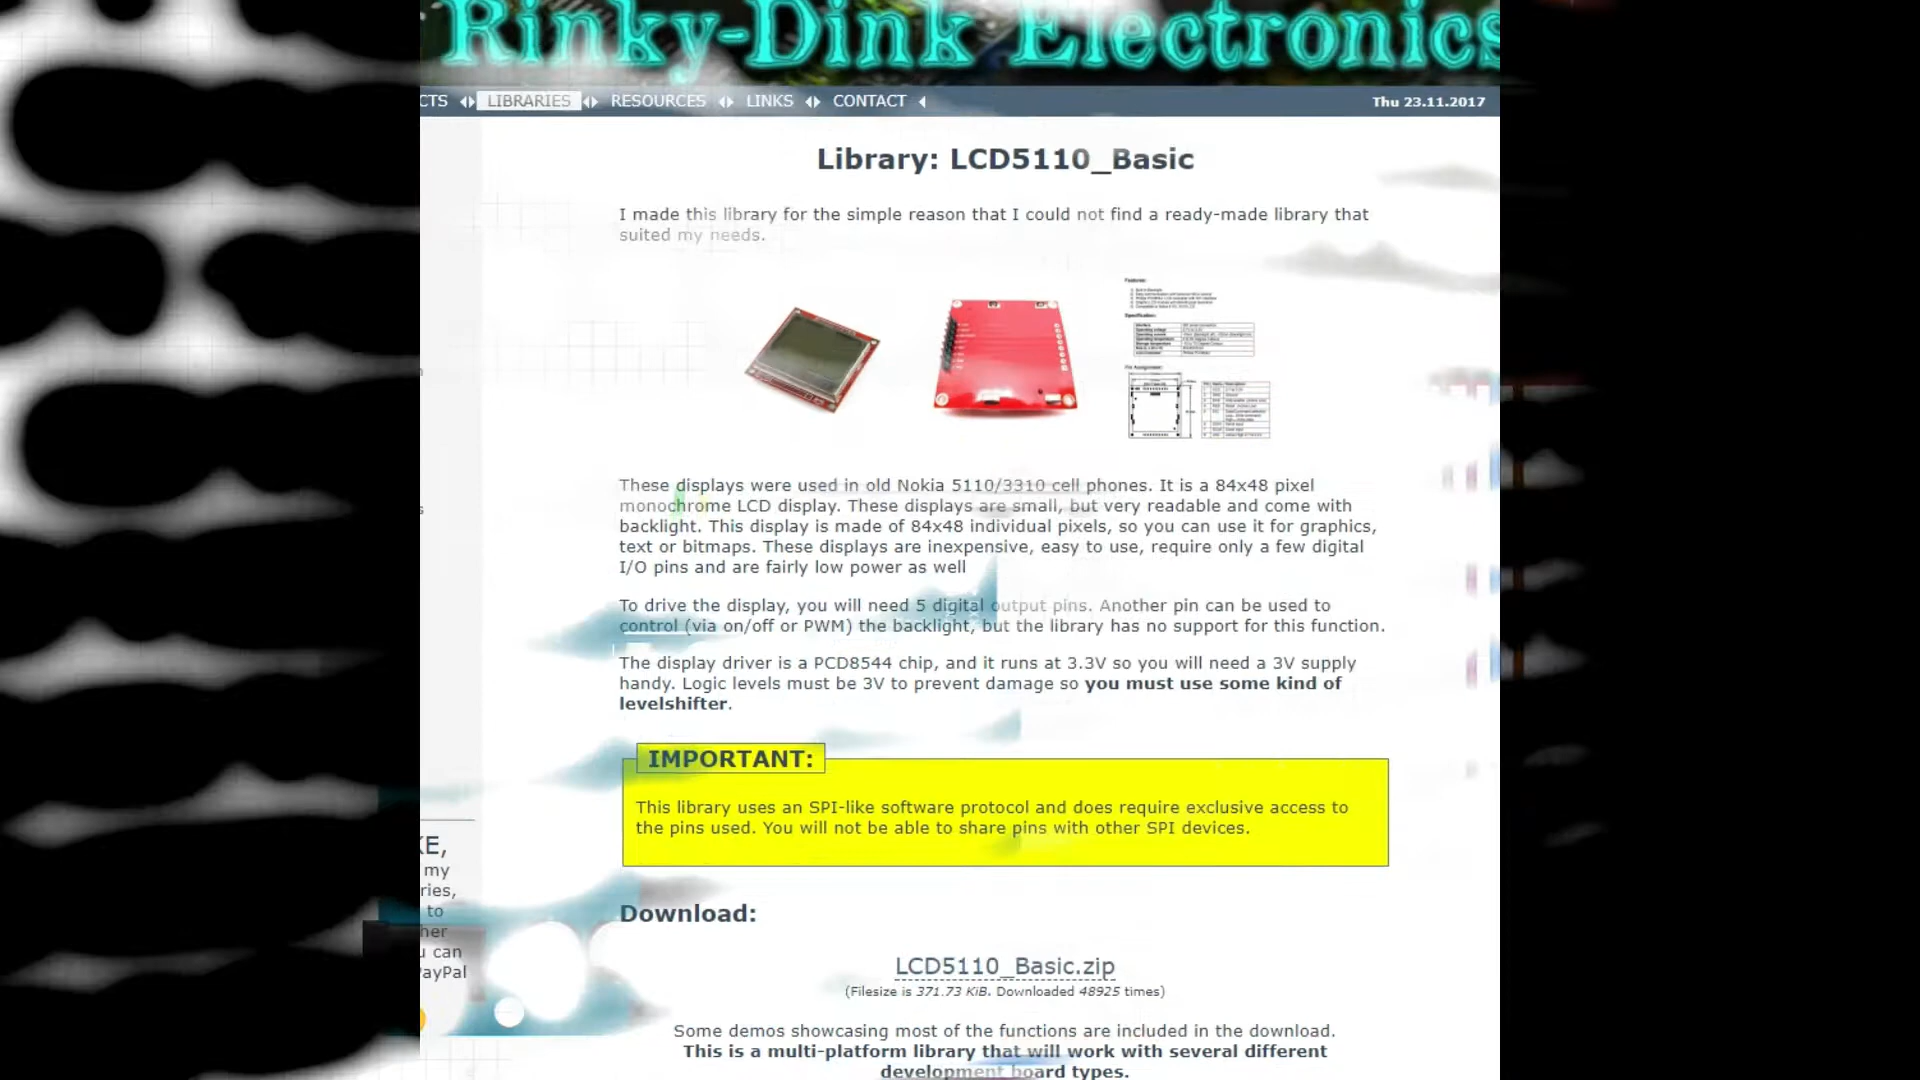 Rinky-Dink Electronics
CTS LIBRARIES RESOURCES LINKS CONTACT Thu 23.11.2017
Library: LCD5110_Basic
I made this library for the simple reason that I could not find a ready-made library that
suited my needs.
Features:
Specification:
Pin Assignment:
These displays were used in old Nokia 5110/3310 cell phones. It is a 84x48 pixel
monochrome LCD display. These displays are small, but very readable and come with
backlight. This display is made of 84x48 individual pixels, so you can use it for graphics,
text or bitmaps. These displays are inexpensive, easy to use, require only a few digital
I/O pins and are fairly low power as well
To drive the display, you will need 5 digital output pins. Another pin can be used to
control (via on/off or PWM) the backlight, but the library has no support for this function.
The display driver is a PCD8544 chip, and it runs at 3.3V so you will need a 3V supply
handy. Logic levels must be 3V to prevent damage so you must use some kind of
levelshifter.
IMPORTANT:
This library uses an SPI-like software protocol and does require exclusive access to
the pins used. You will not be able to share pins with other SPI devices.
KE,
my
ries,
to
her
u can
PayPal
Download:
LCD5110_Basic.zip
(Filesize is 371.73 KiB. Downloaded 48925 times)
Some demos showcasing most of the functions are included in the download.
This is a multi-platform library that will work with several different
development board types.